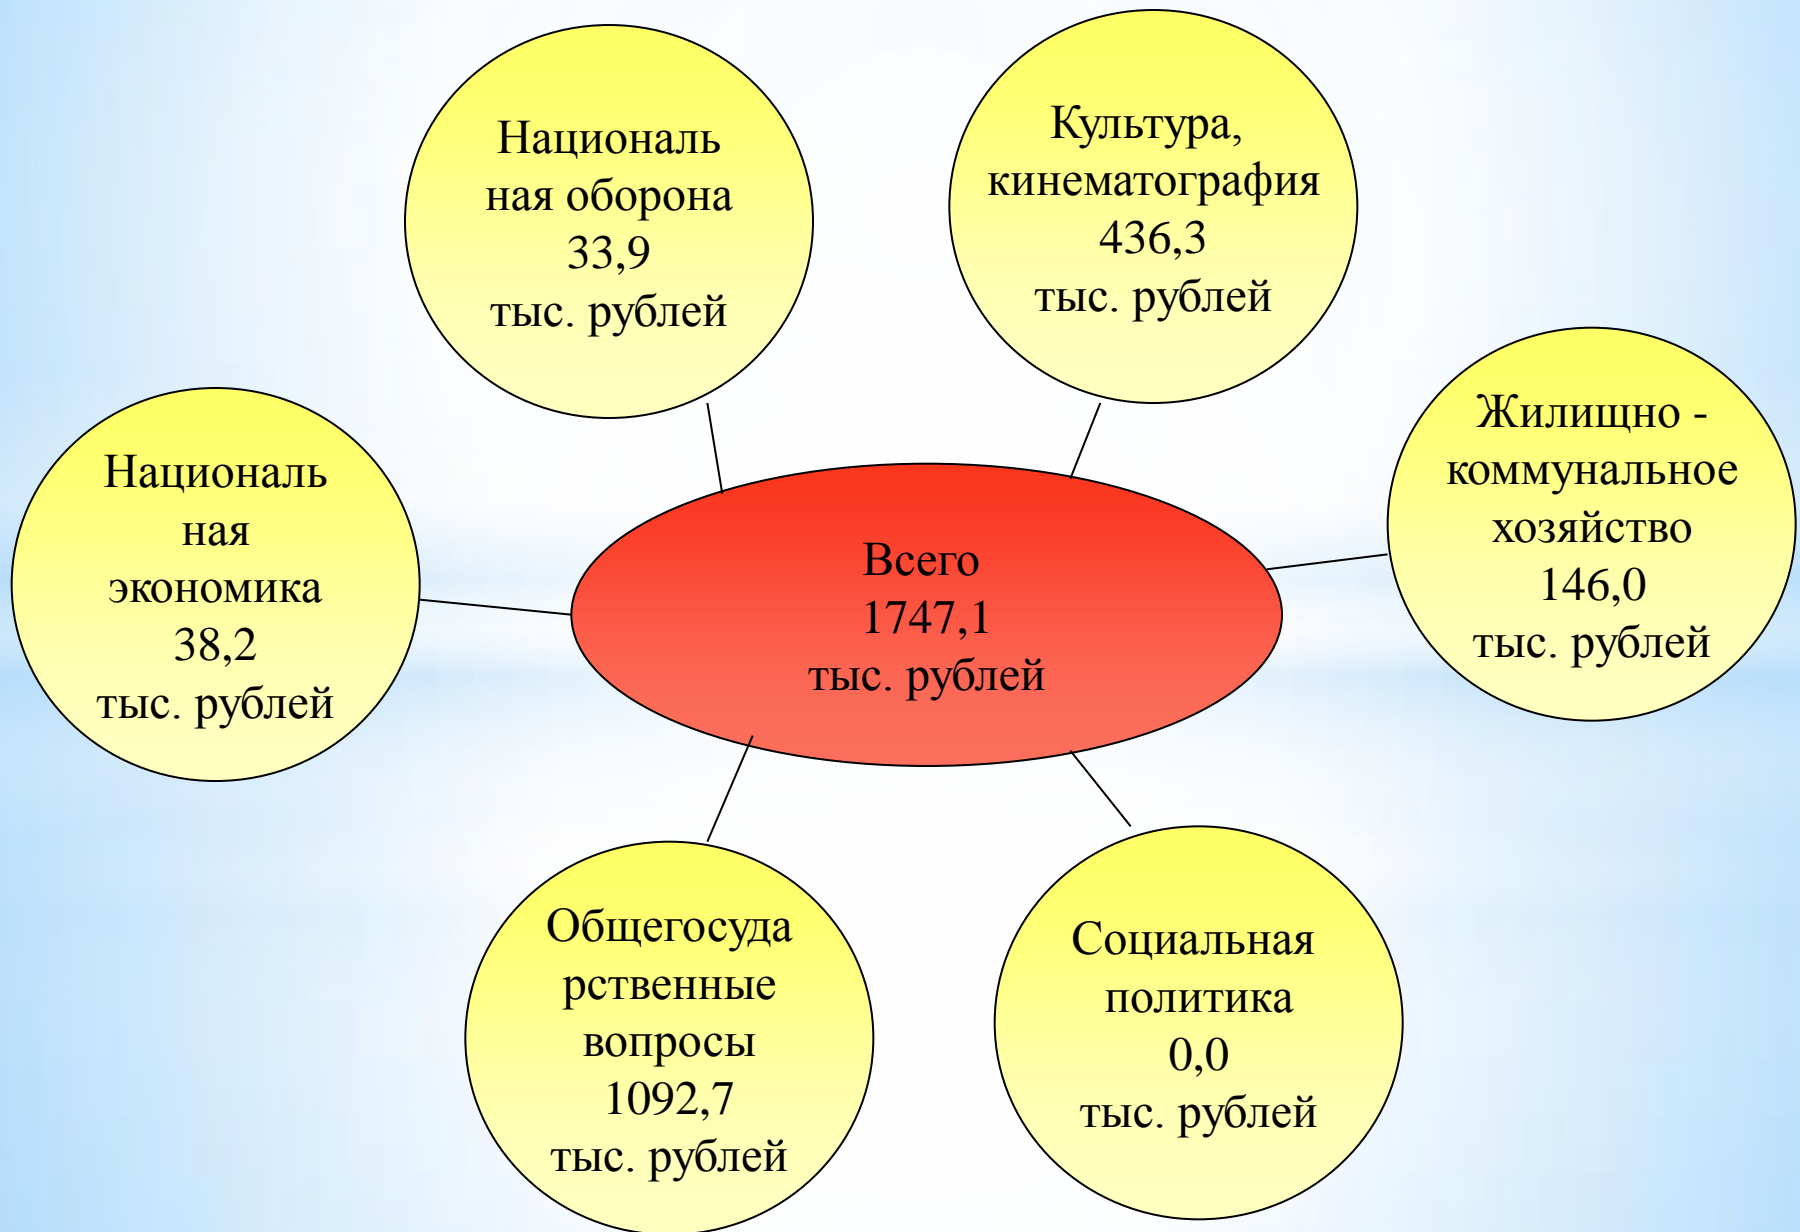 Националь
ная оборона
33,9
тыс. рублей
Культура,
кинематография
436,3
тыс. рублей
Жилищно -
коммунальное
хозяйство
146,0
тыс. рублей
Националь
ная
экономика
38,2
тыс. рублей
Всего
1747,1
тыс. рублей
Общегосуда
рственные
вопросы
1092,7
тыс. рублей
Социальная
политика
0,0
тыс. рублей